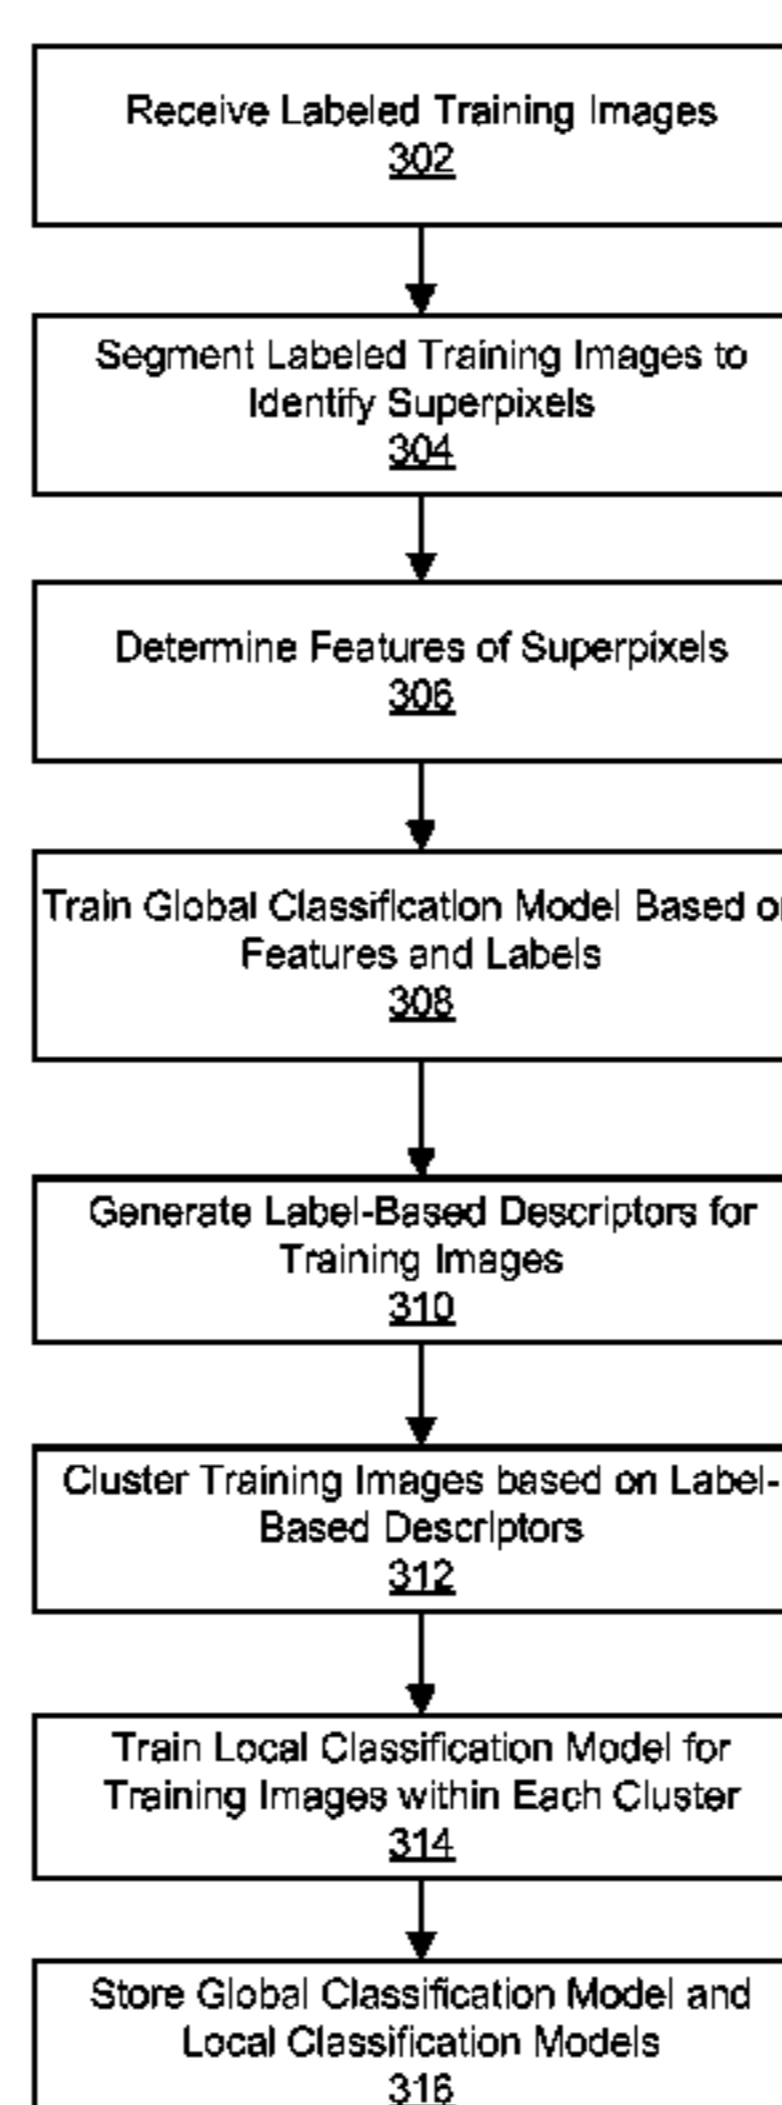 Receive Labeled Training Images
302
Segment Labeled Training Images to
Identify Superpixels
304
Determine Features of Superpixels
306
Train Global Classification Model Based on
Features and Labels
308
Generate Label-Based Descriptors for
Training Images
310
Cluster Training Images based on Label-
Based Descriptors
312
Train Local Classification Model for
Training Images within Each Cluster
314
Store Global Classification Model and
Local Classification Models
316